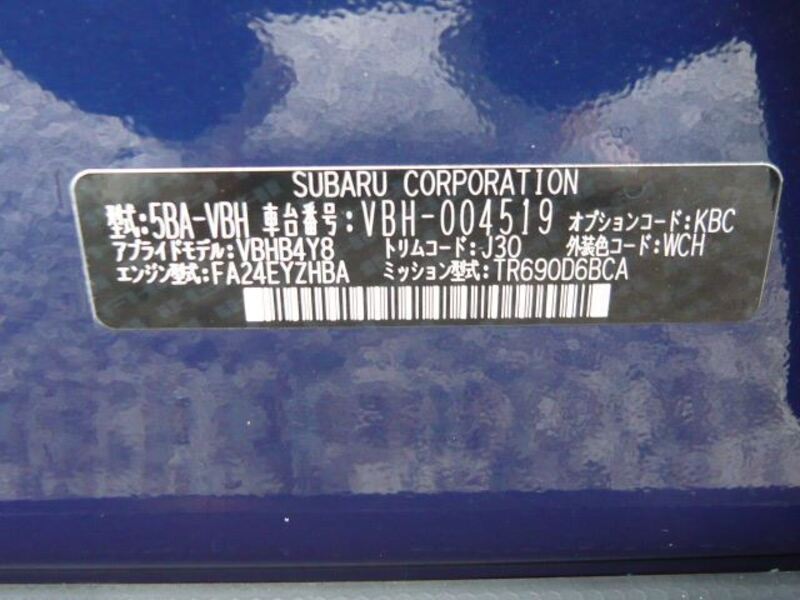 SUBARU CORPORATION
型式:5BA-VBH 車台番号:VBH-004519 オプションコード:KBC
アプライドモデル:VBHB4Y8 トリムコード:J30 外装色コード:WCH
エンジン型式:FA24EYZHBA ミッション型式:TR690D6BCA